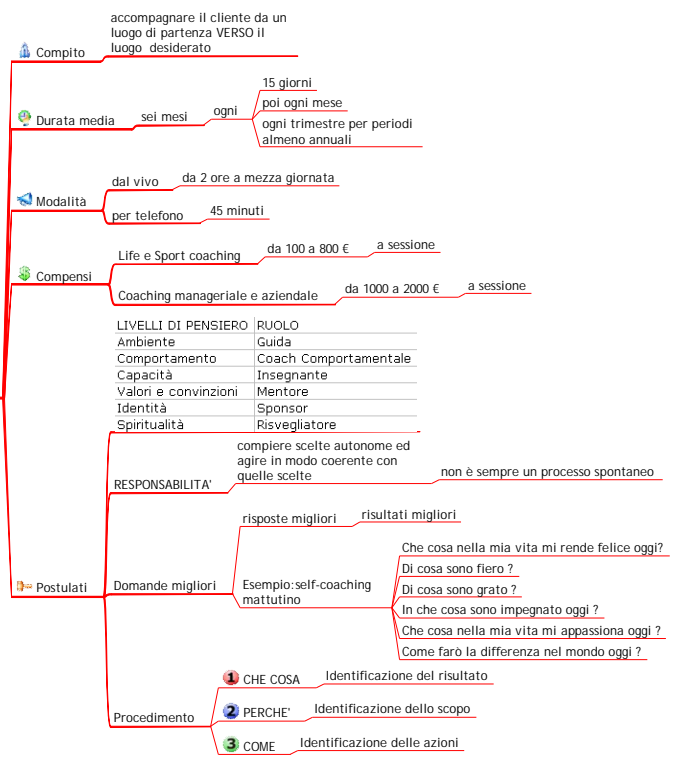 Compito
accompagnare il cliente da un
luogo di partenza VERSO il
luogo desiderato
Durata media
sei mesi
ogni
15 giorni
poi ogni mese
ogni trimestre per periodi
almeno annuali
Modalità
dal vivo
da 2 ore a mezza giornata
per telefono
45 minuti
Compensi
Life e Sport coaching
da 100 a 800 €
a sessione
Coaching manageriale e aziendale
da 1000 a 2000 €
a sessione
Postulati
LIVELLI DI PENSIERO RUOLO
Ambiente Guida
Comportamento Coach Comportamentale
Capacità Insegnante
Valori e convinzioni Mentore
Identità Sponsor
Spiritualità Risvegliatore
RESPONSABILITA'
compiere scelte autonome ed
agire in modo coerente con
quelle scelte
non è sempre un processo spontaneo
Domande migliori
risposte migliori
risultati migliori
Esempio:self-coaching
mattutino
Che cosa nella mia vita mi rende felice oggi?
Di cosa sono fiero ?
Di cosa sono grato ?
In che cosa sono impegnato oggi ?
Che cosa nella mia vita mi appassiona oggi ?
Come farò la differenza nel mondo oggi ?
Procedimento
1 CHE COSA
Identificazione del risultato
2 PERCHE'
Identificazione dello scopo
3 COME
Identificazione delle azioni